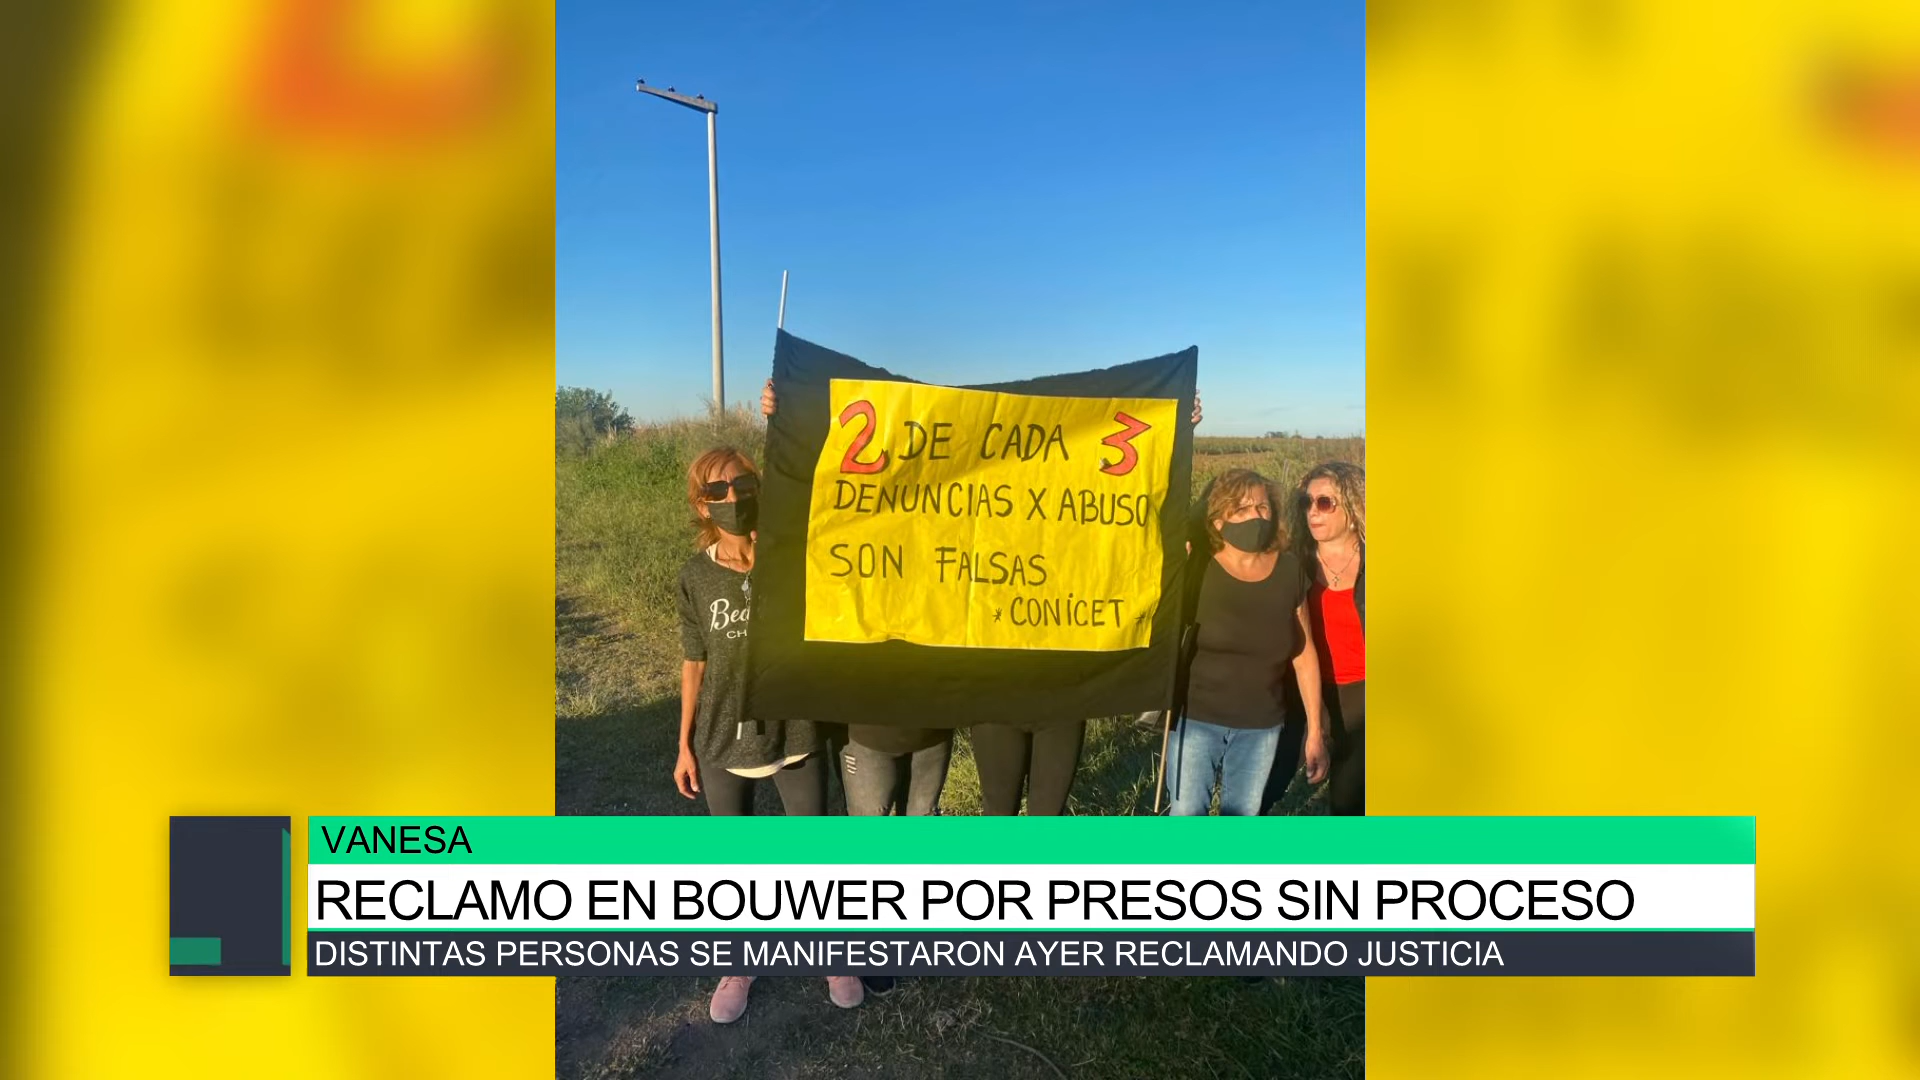 2 DE CADA 3
DENUNCIAS X ABUSO
SON FALSAS
*CONICET*
VANESA
RECLAMO EN BOUWER POR PRESOS SIN PROCESO
DISTINTAS PERSONAS SE MANIFESTARON AYER RECLAMANDO JUSTICIA